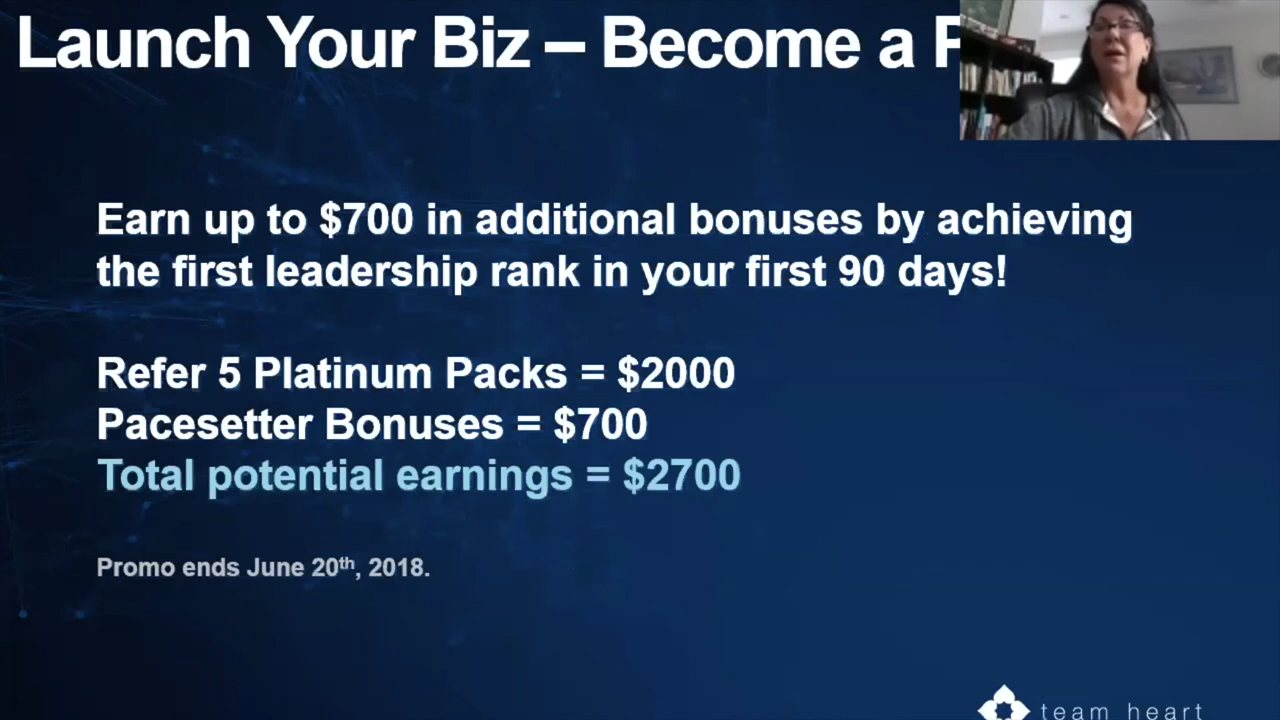 Launch Your Biz – Become a
Earn up to $700 in additional bonuses by achieving
the first leadership rank in your first 90 days!
Refer 5 Platinum Packs = $2000
Pacesetter Bonuses = $700
Total potential earnings = $2700
Promo ends June 20th, 2018.
team heart